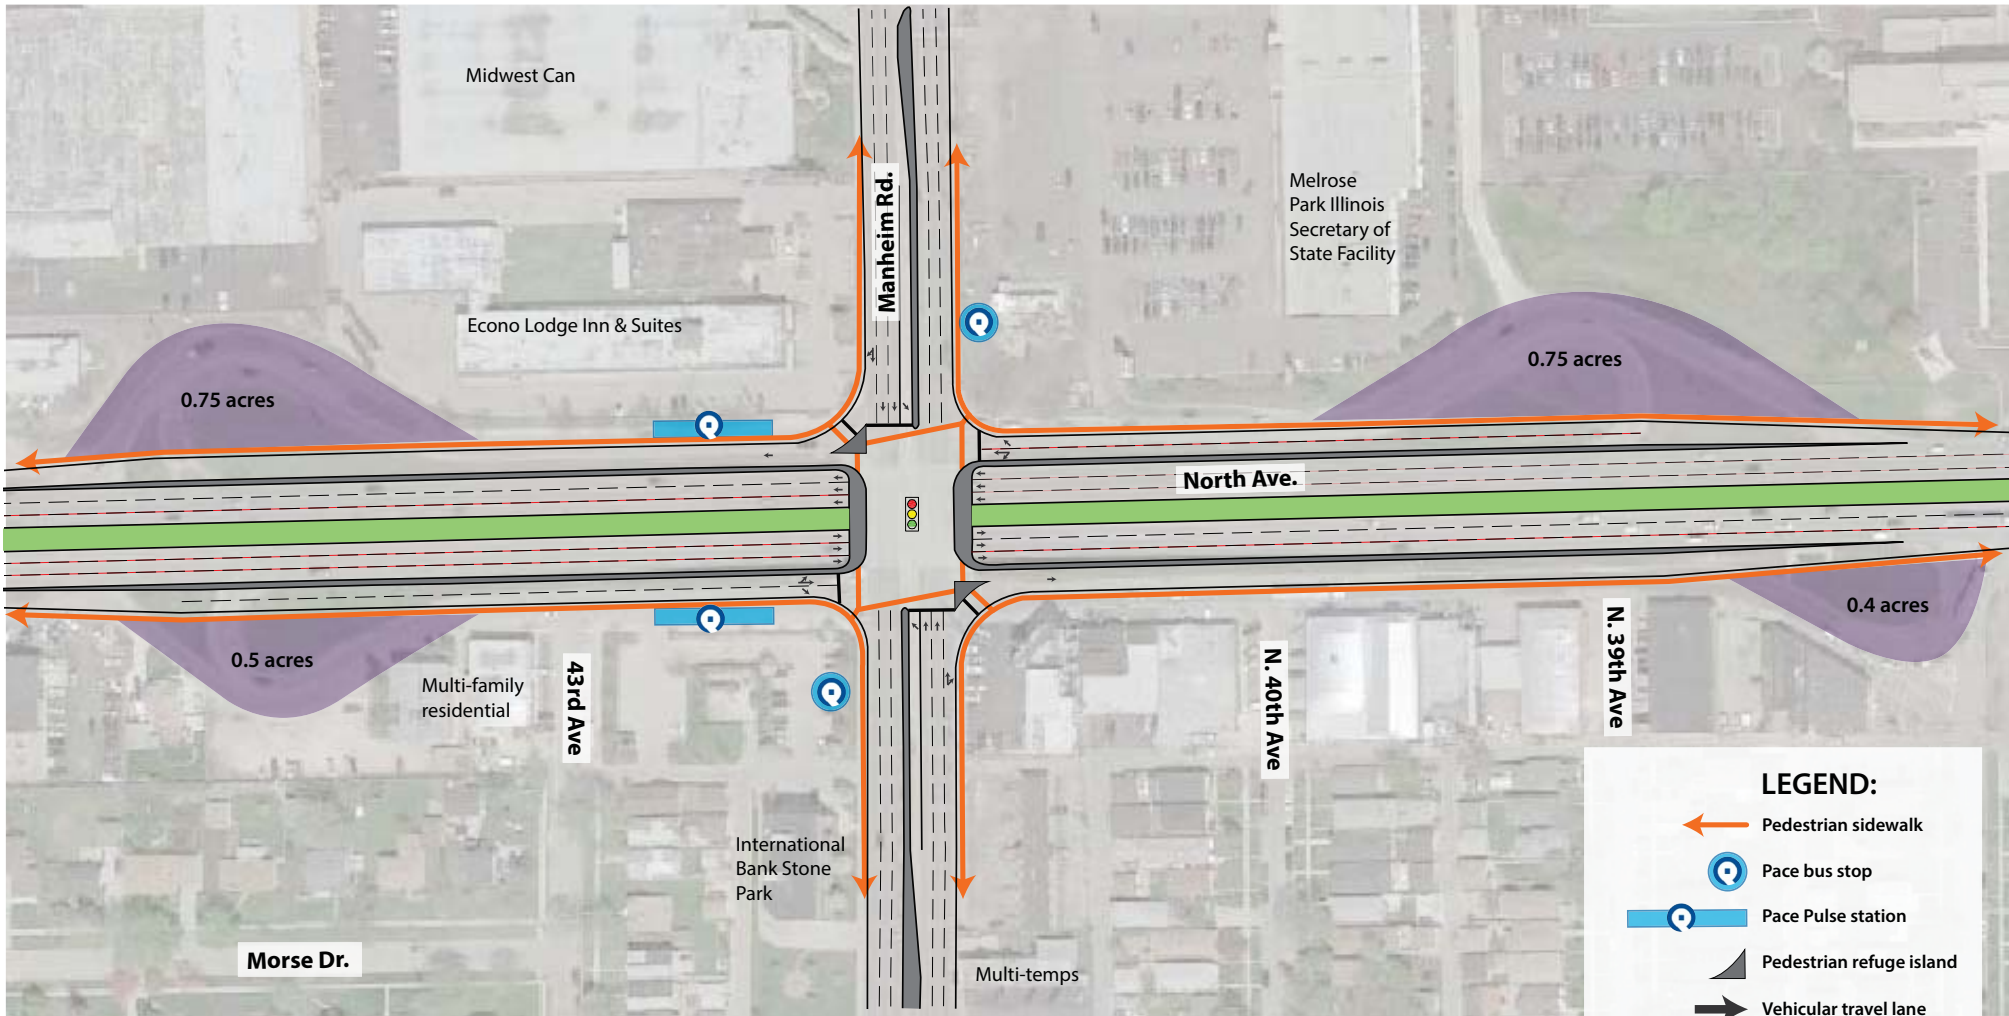 Midwest Can
Manheim Rd.
Melrose
Park Illinois
Secretary of
State Facility
Econo Lodge Inn & Suites
0.75 acres
0.75 acres
North Ave.
0.5 acres
0.4 acres
Multi-family
residential
43rd Ave
N. 40th Ave
N. 39th Ave
International
Bank Stone
Park
Morse Dr.
Multi-temps
LEGEND:
Pedestrian sidewalk
Pace bus stop
Pace Pulse station
Pedestrian refuge island
Vehicular travel lane